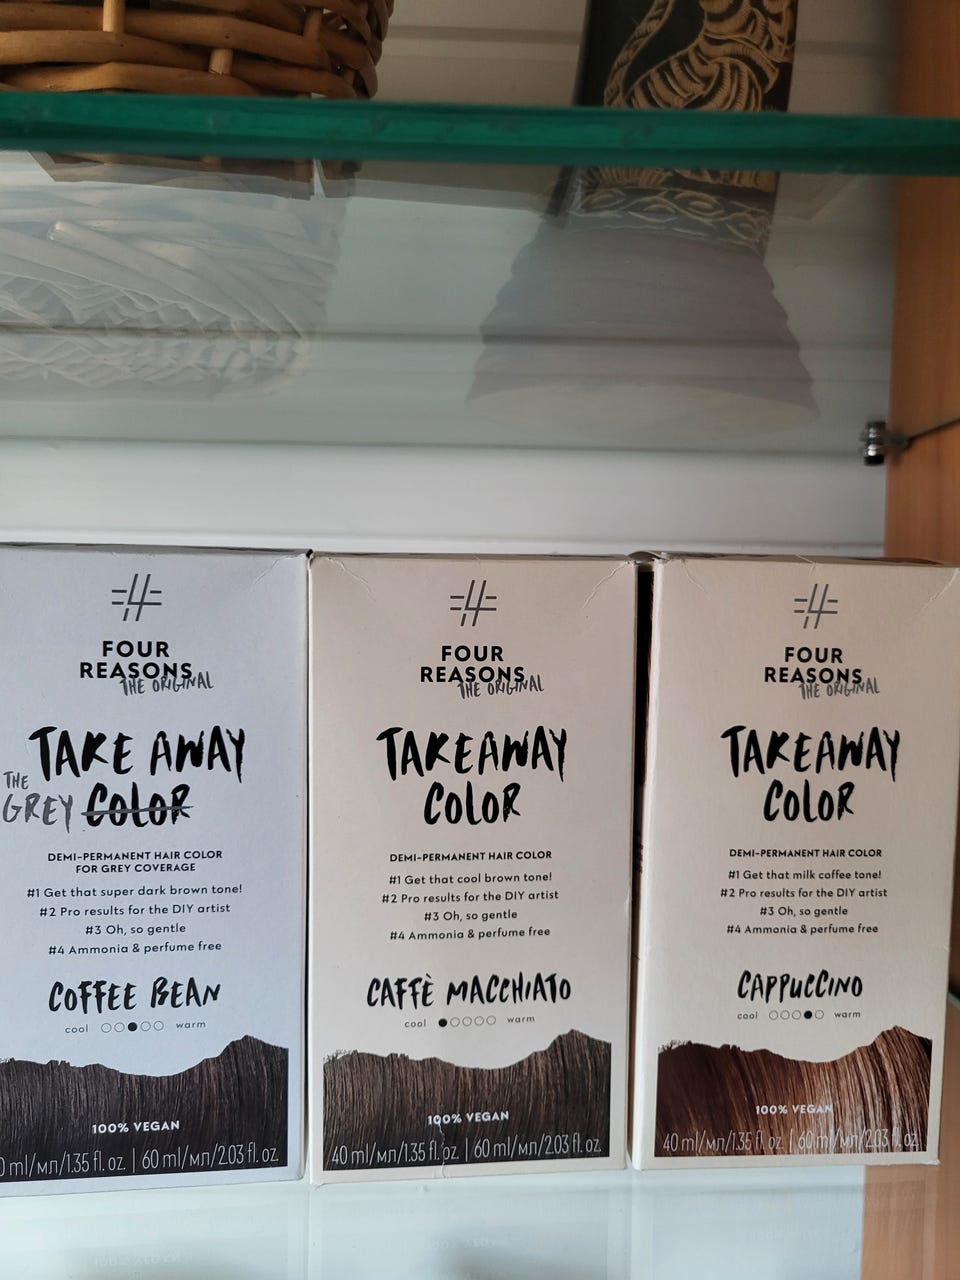 FOUR
REASONS
THE ORIGINAL
TAKE AWAY
THE
GREY COLOR
DEMI-PERMANENT HAIR COLOR
FOR GREY COVERAGE
#1 Get that super dark brown tone!
#2 Pro results for the DIY artist
#3 Oh, so gentle
#4 Ammonia & perfume free
COFFEE BEAN
cool warm
100% VEGAN
0 ml/мл/1.35 fl. oz. | 60 ml/мл/2.03 fl. oz.
FOUR
REASONS
THE ORIGINAL
TAKEAWAY
COLOR
DEMI-PERMANENT HAIR COLOR
#1 Get that cool brown tone!
#2 Pro results for the DIY artist
#3 Oh, so gentle
#4 Ammonia & perfume free
CAFFÈ MACCHIATO
cool warm
100% VEGAN
40 ml/мл/1.35 fl. oz. | 60 ml/мл/2.03 fl. oz.
FOUR
REASONS
THE ORIGINAL
TAKEAWAY
COLOR
DEMI-PERMANENT HAIR COLOR
#1 Get that milk coffee tone!
#2 Pro results for the DIY artist
#3 Oh, so gentle
#4 Ammonia & perfume free
CAPPUCCINO
cool warm
100% VEGAN
40 ml/мл/1.35 fl. oz. | 60 ml/мл/2.03 fl. oz.